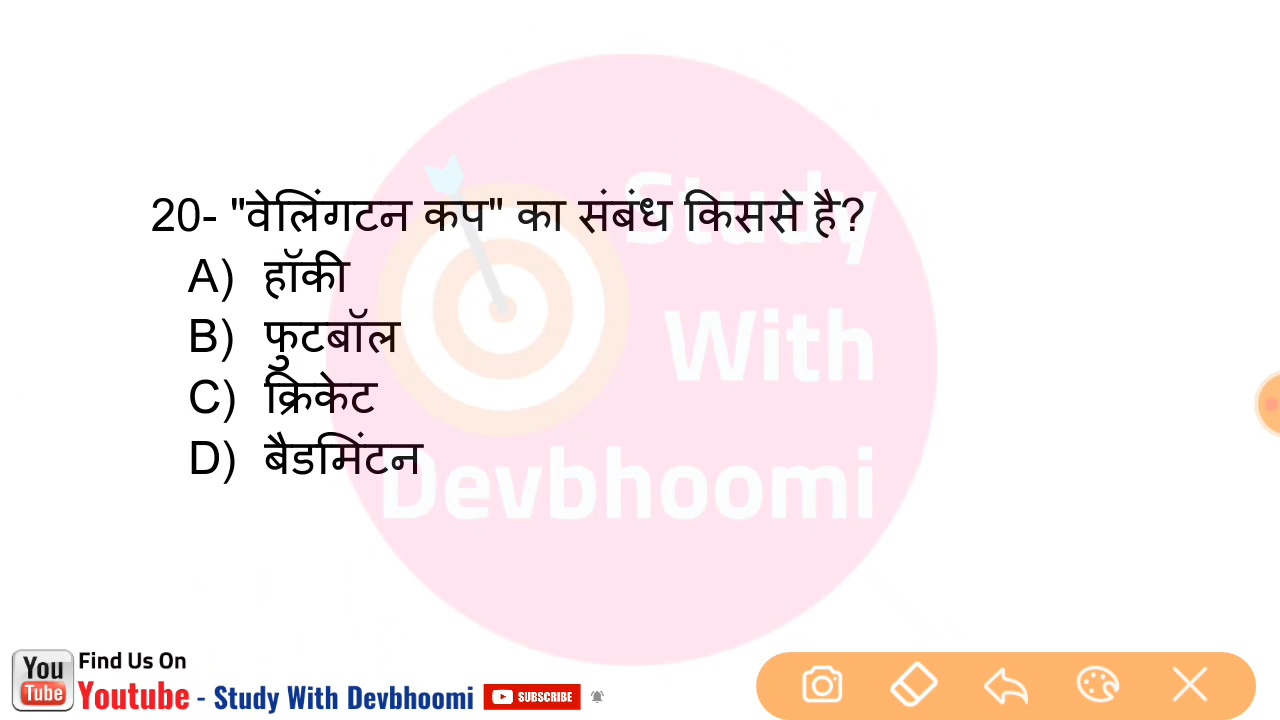 20- "वेलिंगटन कप" का संबंध किससे है?
A) हॉकी
B) फुटबॉल
C) क्रिकेट
D) बैडमिंटन
Study
With
Devbhoomi
You
Tube
Find Us On
Youtube - Study With Devbhoomi
SUBSCRIBE